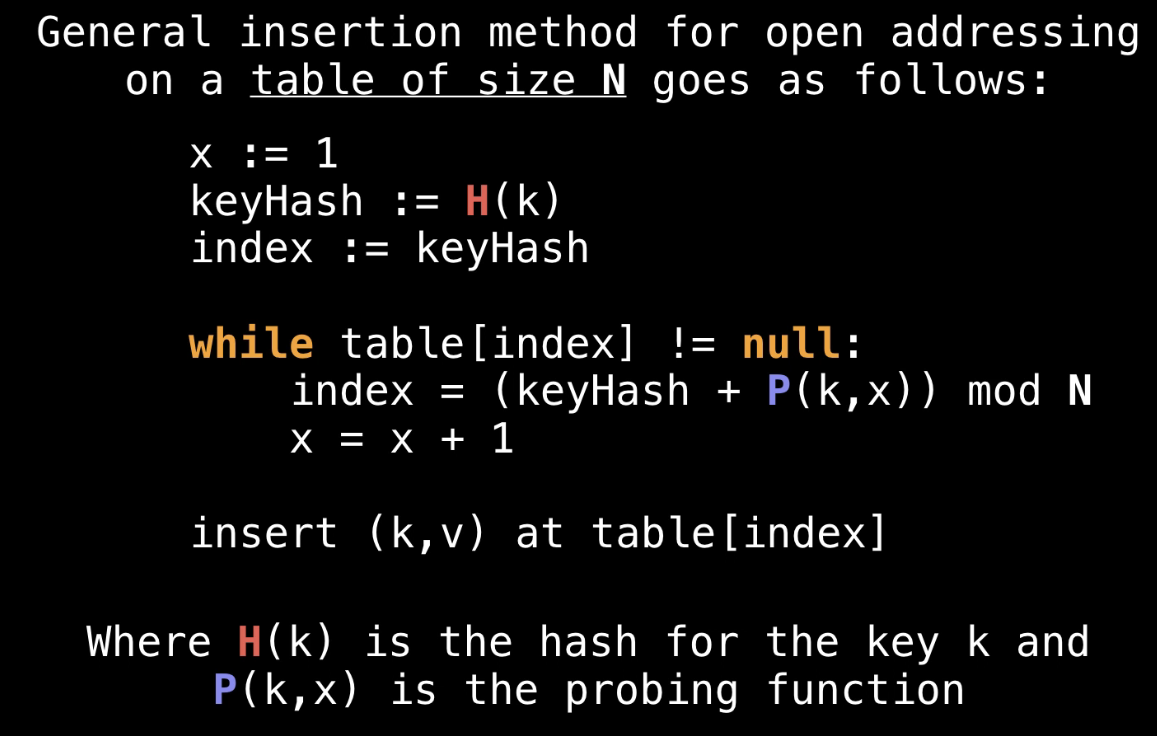 General insertion method for open addressing
on a table of size N goes as follows:
x := 1
keyHash := H(k)
index := keyHash
while table[index] != null:
index = (keyHash + P(k,x)) mod N
x = x + 1
insert (k,v) at table[index]
Where H(k) is the hash for the key k and
P(k,x) is the probing function